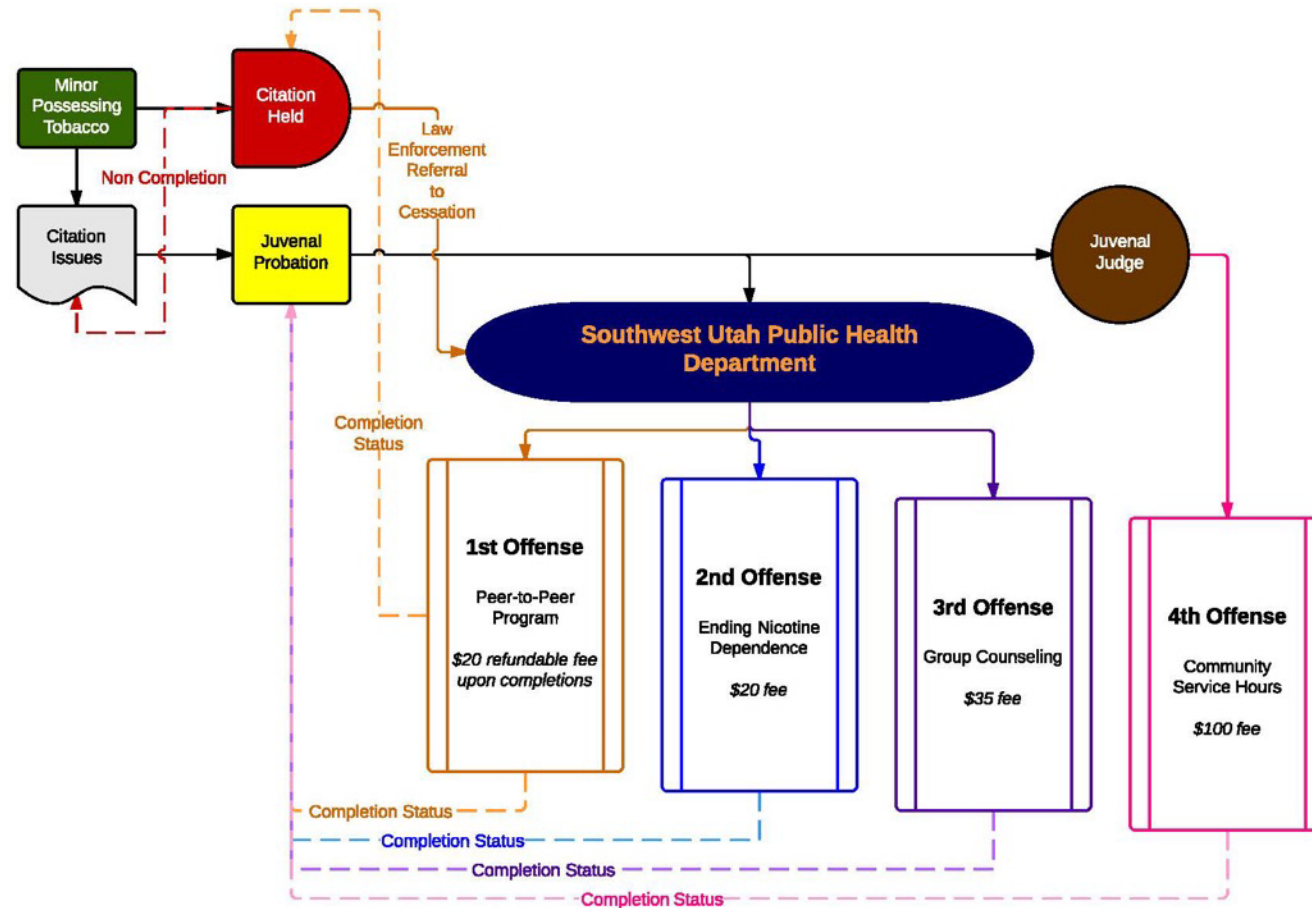 Minor
Possessing
Tobacco
Citation
Held
Law
Enforcement
Referral
to
Cessation
Non Completion
Citation
Issues
Juvenal
Probation
Juvenal
Judge
Southwest Utah Public Health
Department
Completion
Status
1st Offense
Peer-to-Peer
Program
$20 refundable fee
upon completions
2nd Offense
Ending Nicotine
Dependence
$20 fee
3rd Offense
Group Counseling
$35 fee
4th Offense
Community
Service Hours
$100 fee
Completion Status
Completion Status
Completion Status
Completion Status